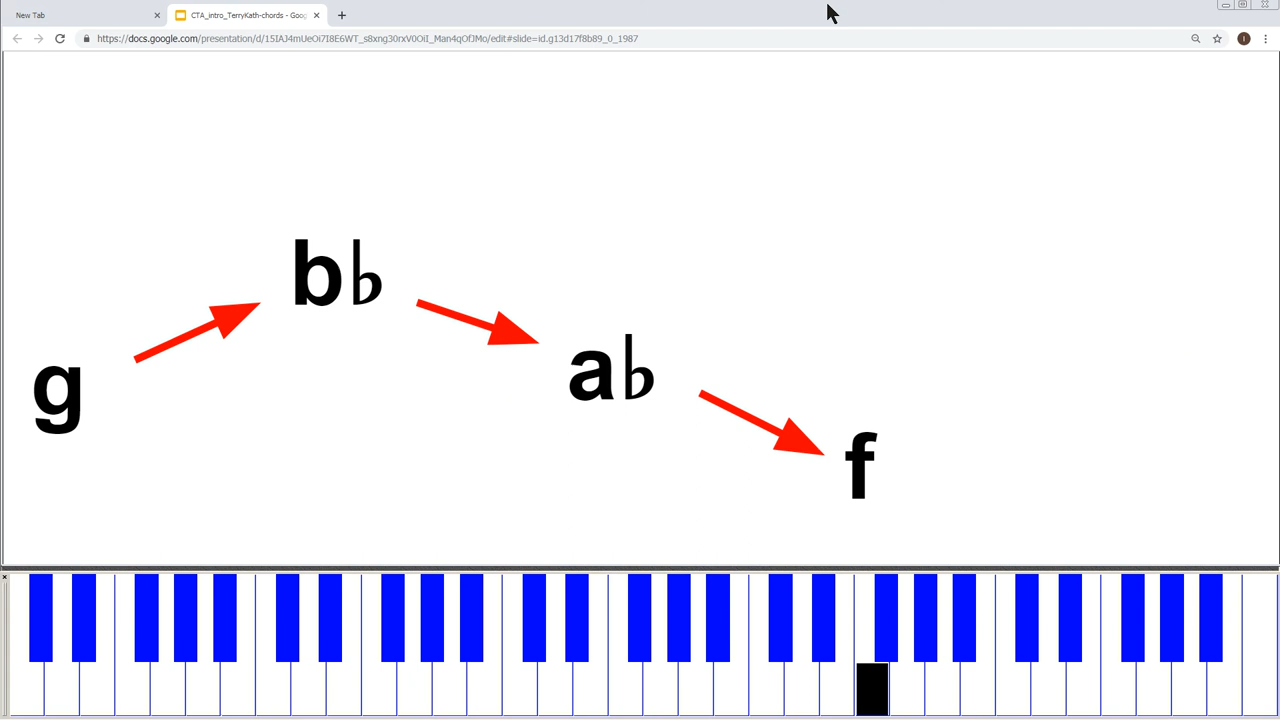 New Tab
CTA_intro_TerryKath-chords - Goo
https://docs.google.com/presentation/d/15IAJ4mUeOi7I8E6WT_s8xng30rxV0OiI_Man4qOfJMo/edit#slide=id.g13d17f8b89_0_1987
I
g
b♭
a♭
f